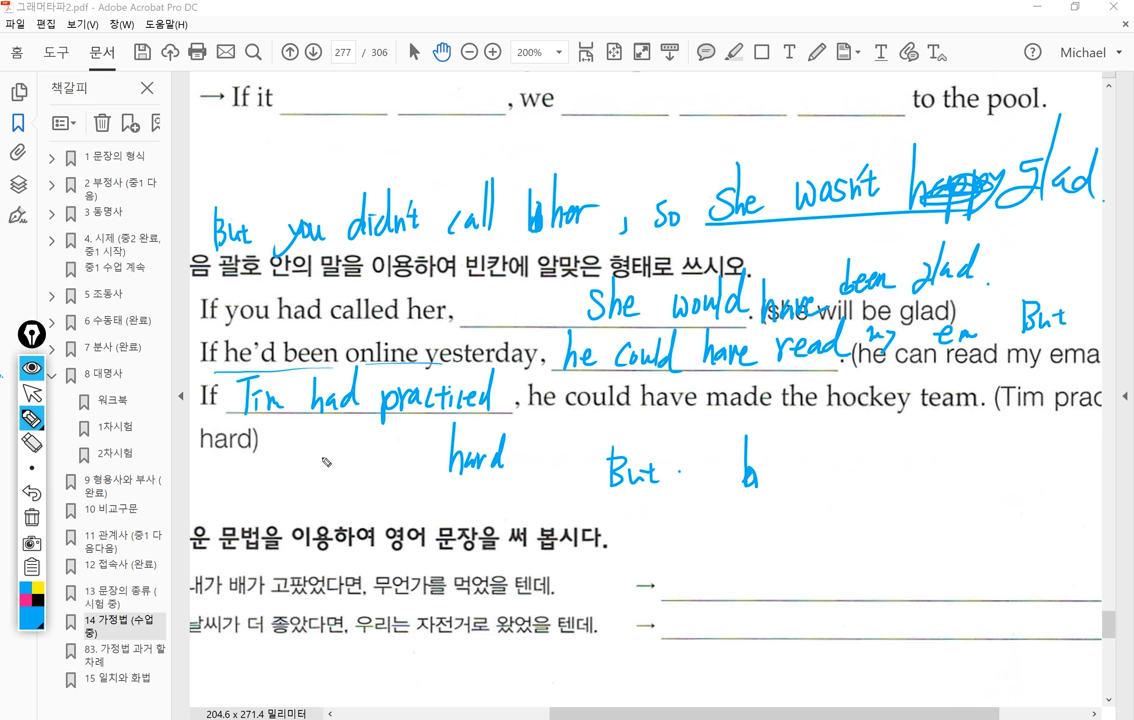 그래머타파2.pdf - Adobe Acrobat Pro DC
파일 편집 보기(V) 창(W) 도움말(H)
홈 도구 문서 277 / 306 200% Michael
책갈피
1 문장의 형식
2 부정사 (중1 다음)
3 동명사
4. 시제 (중2 완료, 중1 시작)
중1 수업 계속
5 조동사
6 수동태 (완료)
7 분사 (완료)
8 대명사
워크북
1차시험
2차시험
9 형용사와 부사 (완료)
10 비교구문
11 관계사 (중1 다음다음)
12 접속사 (완료)
13 문장의 종류 (시험 중)
14 가정법 (수업 중)
83. 가정법 과거 할 차례
15 일치와 화법
→ If it , we to the pool.
But you didn't call her, so she wasn't glad.
음 괄호 안의 말을 이용하여 빈칸에 알맞은 형태로 쓰시오.
been glad.
If you had called her, She would have . (she will be glad)
But
If he'd been online yesterday, he could have read . (he can read my ema
my em
If Tim had practiced , he could have made the hockey team. (Tim prac
hard)
hard But. b
운 문법을 이용하여 영어 문장을 써 봅시다.
내가 배가 고팠었다면, 무언가를 먹었을 텐데. →
날씨가 더 좋았다면, 우리는 자전거로 왔었을 텐데. →
204.6 x 271.4 밀리미터